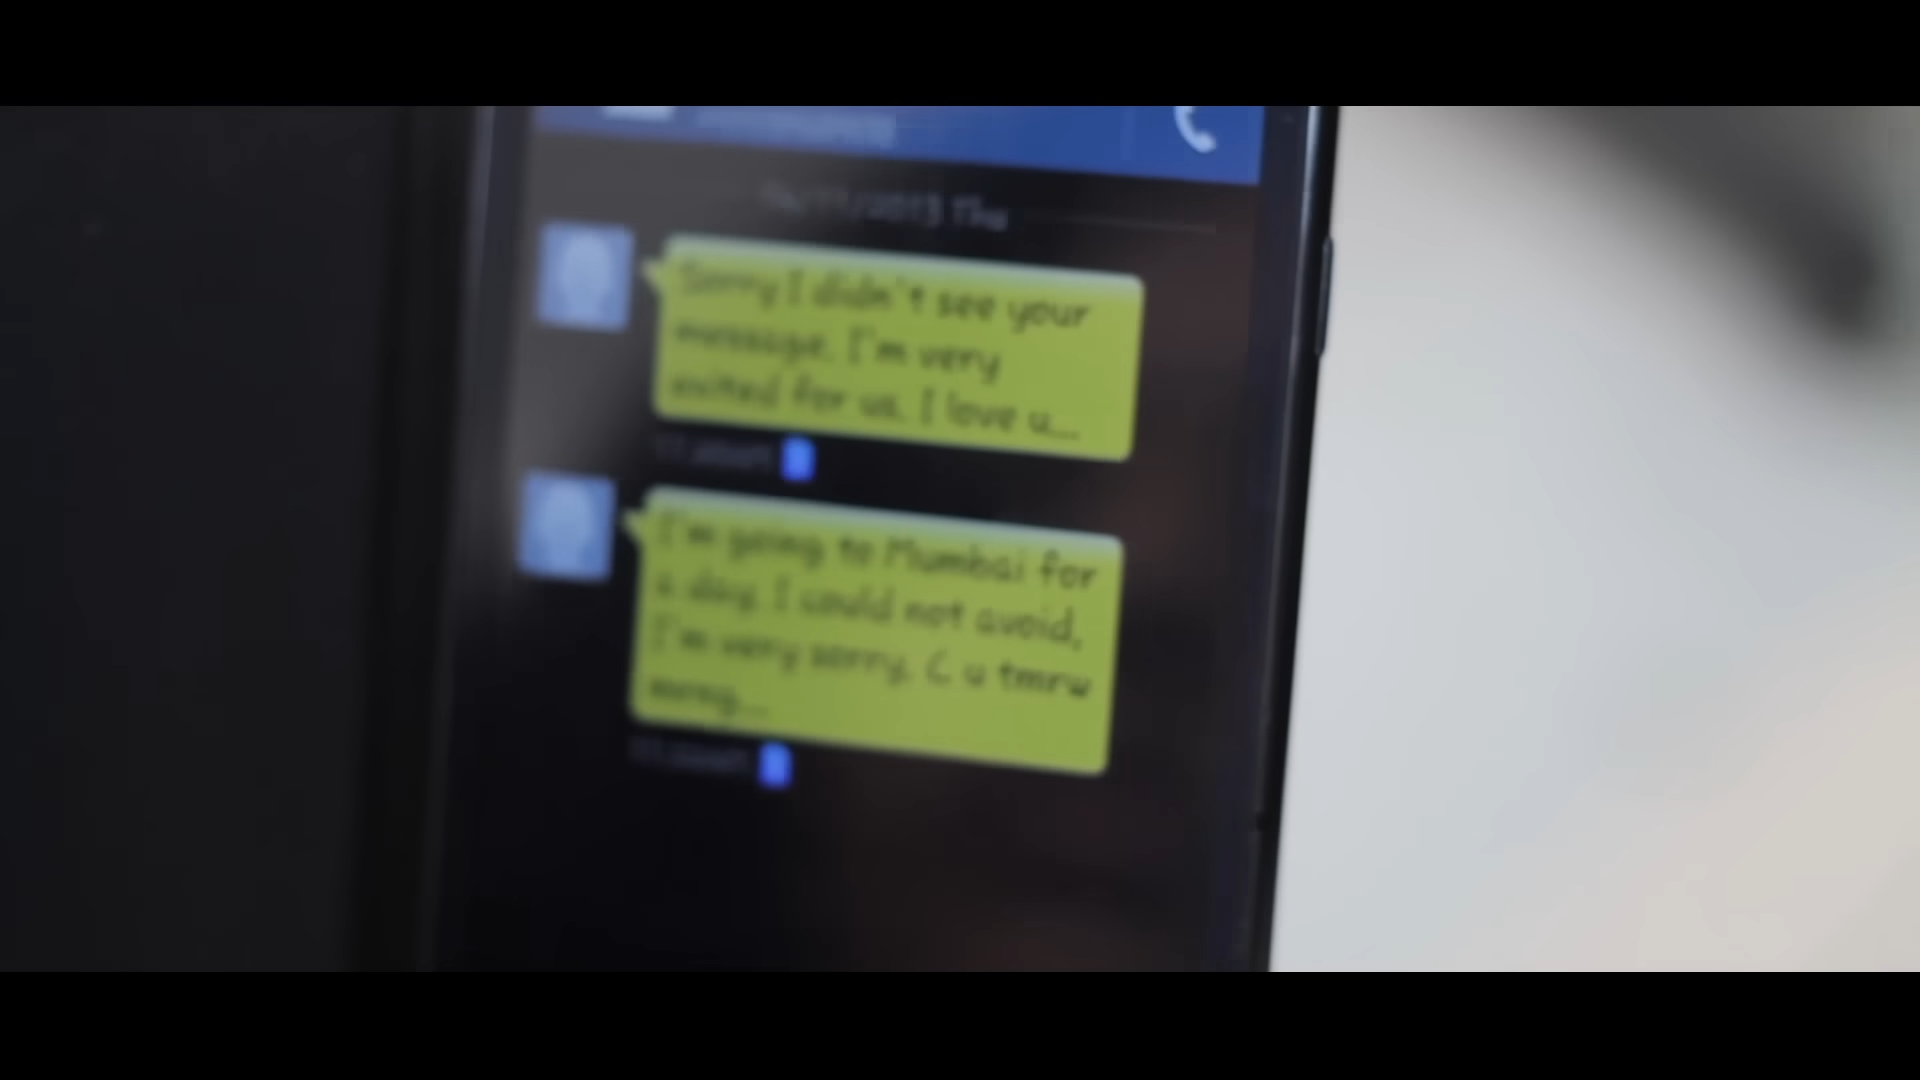 Sorry I didn't see your
message. I'm very
exited for us. I love u...
I'm going to Mumbai for
a day. I could not avoid,
I'm very sorry. C u tmrw